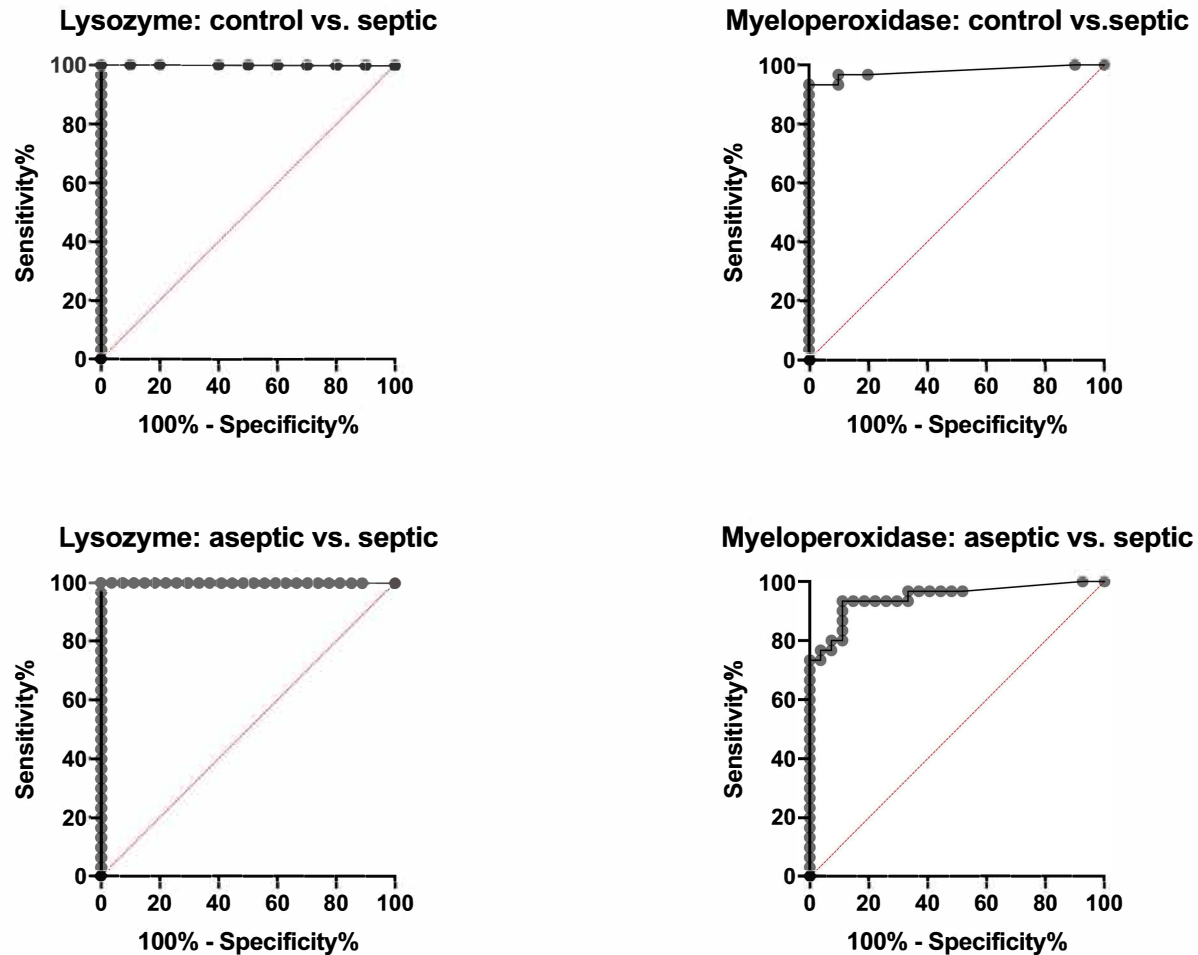 Lysozyme: control vs. septic
100
80
60
40
20
0
Sensitivity%
0 20 40 60 80 100
100% - Specificity%
Myeloperoxidase: control vs.septic
100
80
60
40
20
0
Sensitivity%
0 20 40 60 80 100
100% - Specificity%
Lysozyme: aseptic vs. septic
100
80
60
40
20
0
Sensitivity%
0 20 40 60 80 100
100% - Specificity%
Myeloperoxidase: aseptic vs. septic
100
80
60
40
20
0
Sensitivity%
0 20 40 60 80 100
100% - Specificity%